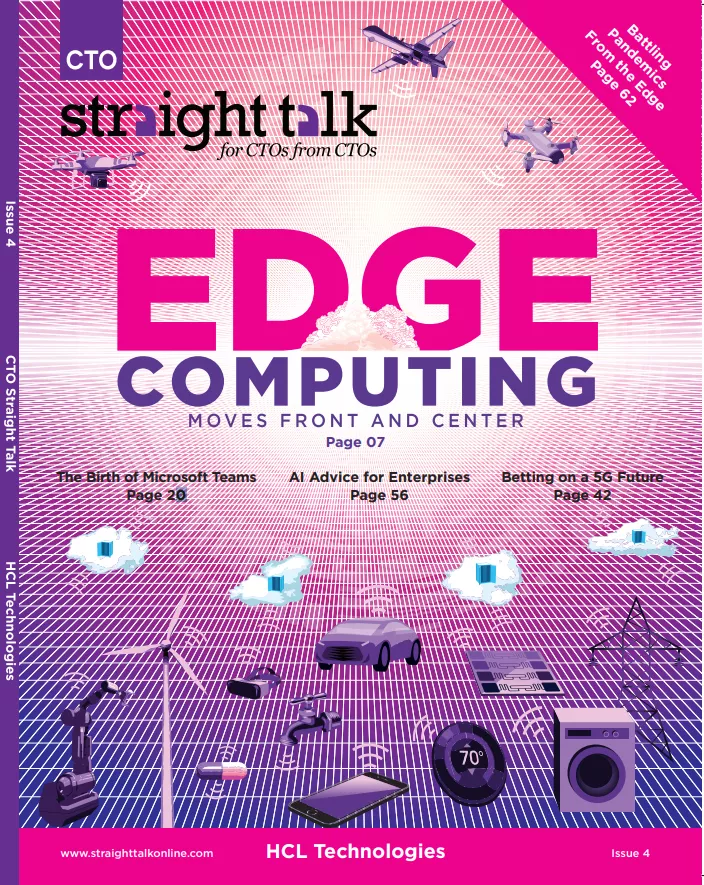 CTO
straight talk
for CTOs from CTOs
Battling
Pandemics
From the Edge
Page 62
Issue 4
CTO Straight Talk
HCL Technologies
EDGE
COMPUTING
MOVES FRONT AND CENTER
Page 07
The Birth of Microsoft Teams
Page 20
AI Advice for Enterprises
Page 56
Betting on a 5G Future
Page 42
70°
www.straighttalkonline.com
HCL Technologies
Issue 4